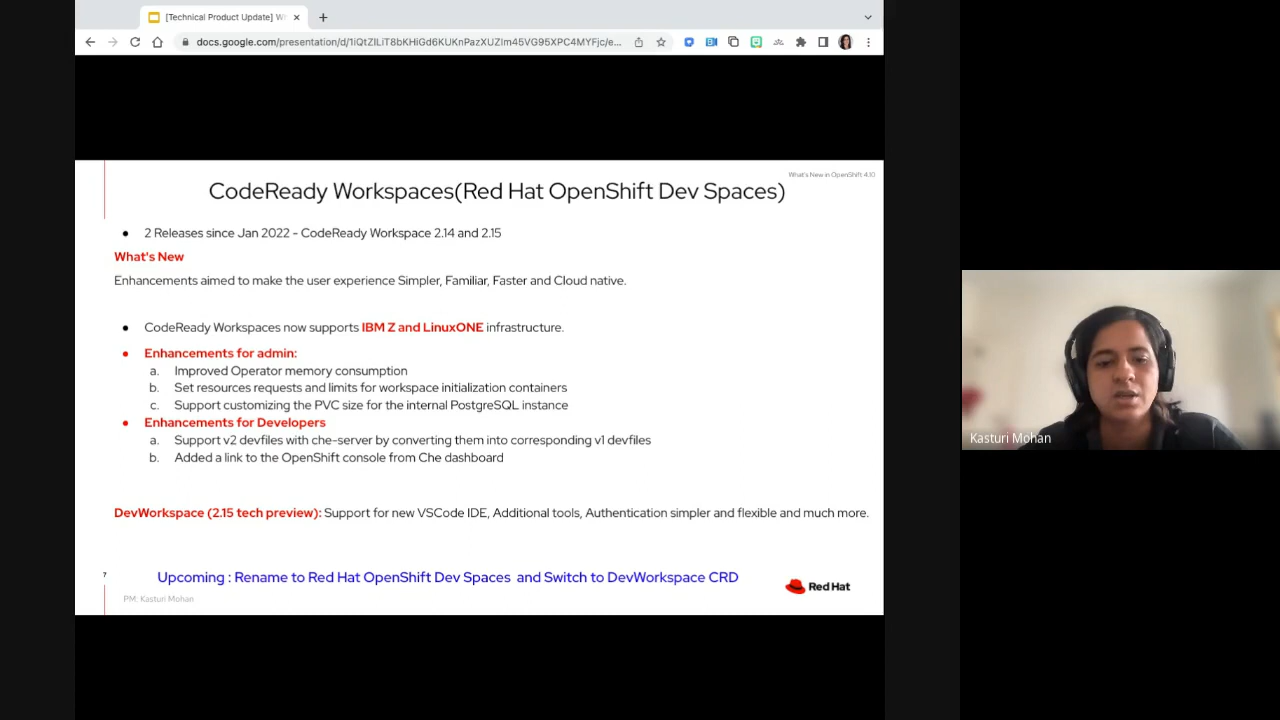 [Technical Product Update] W
docs.google.com/presentation/d/1iQtZILiT8bKHiGd6KUKnPazXUZIm45VG95XPC4MYFjc/e...
What's New in OpenShift 4.10
CodeReady Workspaces(Red Hat OpenShift Dev Spaces)
● 2 Releases since Jan 2022 - CodeReady Workspace 2.14 and 2.15
What's New
Enhancements aimed to make the user experience Simpler, Familiar, Faster and Cloud native.
● CodeReady Workspaces now supports IBM Z and LinuxONE infrastructure.
● Enhancements for admin:
a. Improved Operator memory consumption
b. Set resources requests and limits for workspace initialization containers
c. Support customizing the PVC size for the internal PostgreSQL instance
● Enhancements for Developers
a. Support v2 devfiles with che-server by converting them into corresponding v1 devfiles
b. Added a link to the OpenShift console from Che dashboard
DevWorkspace (2.15 tech preview): Support for new VSCode IDE, Additional tools, Authentication simpler and flexible and much more.
7
Upcoming : Rename to Red Hat OpenShift Dev Spaces and Switch to DevWorkspace CRD
Red Hat
PM: Kasturi Mohan
Kasturi Mohan